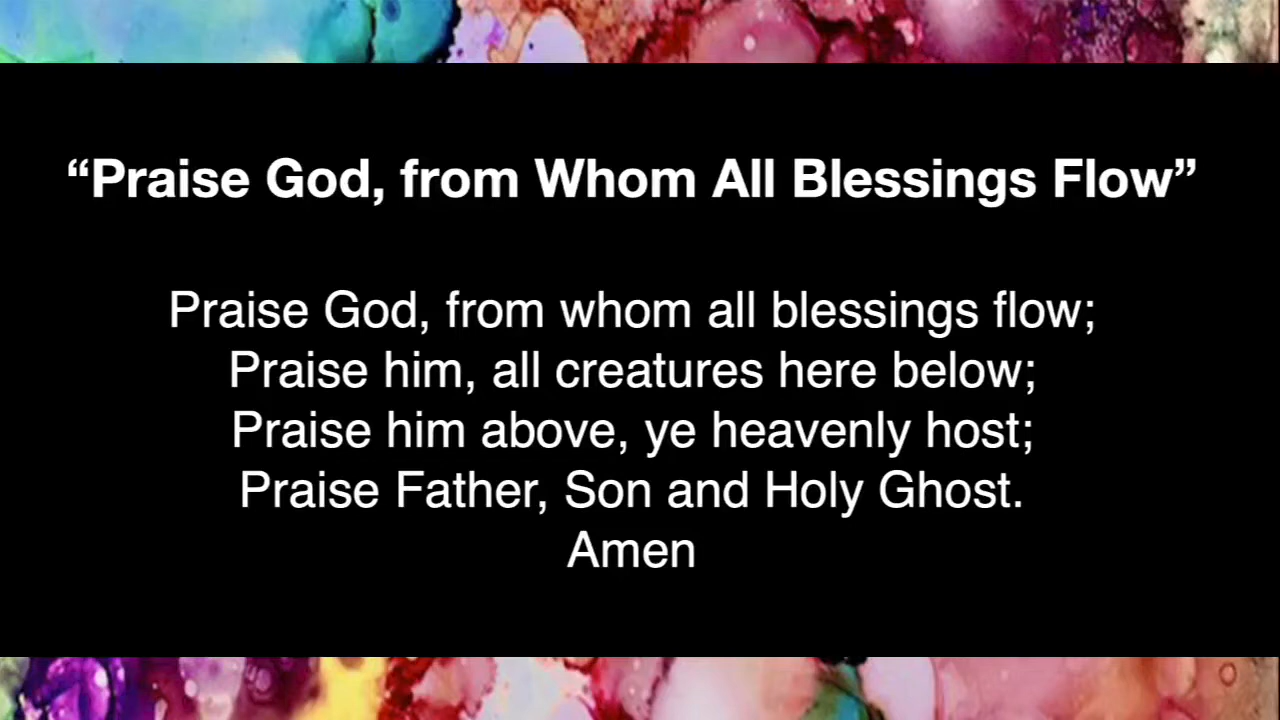 “Praise God, from Whom All Blessings Flow”
Praise God, from whom all blessings flow;
Praise him, all creatures here below;
Praise him above, ye heavenly host;
Praise Father, Son and Holy Ghost.
Amen